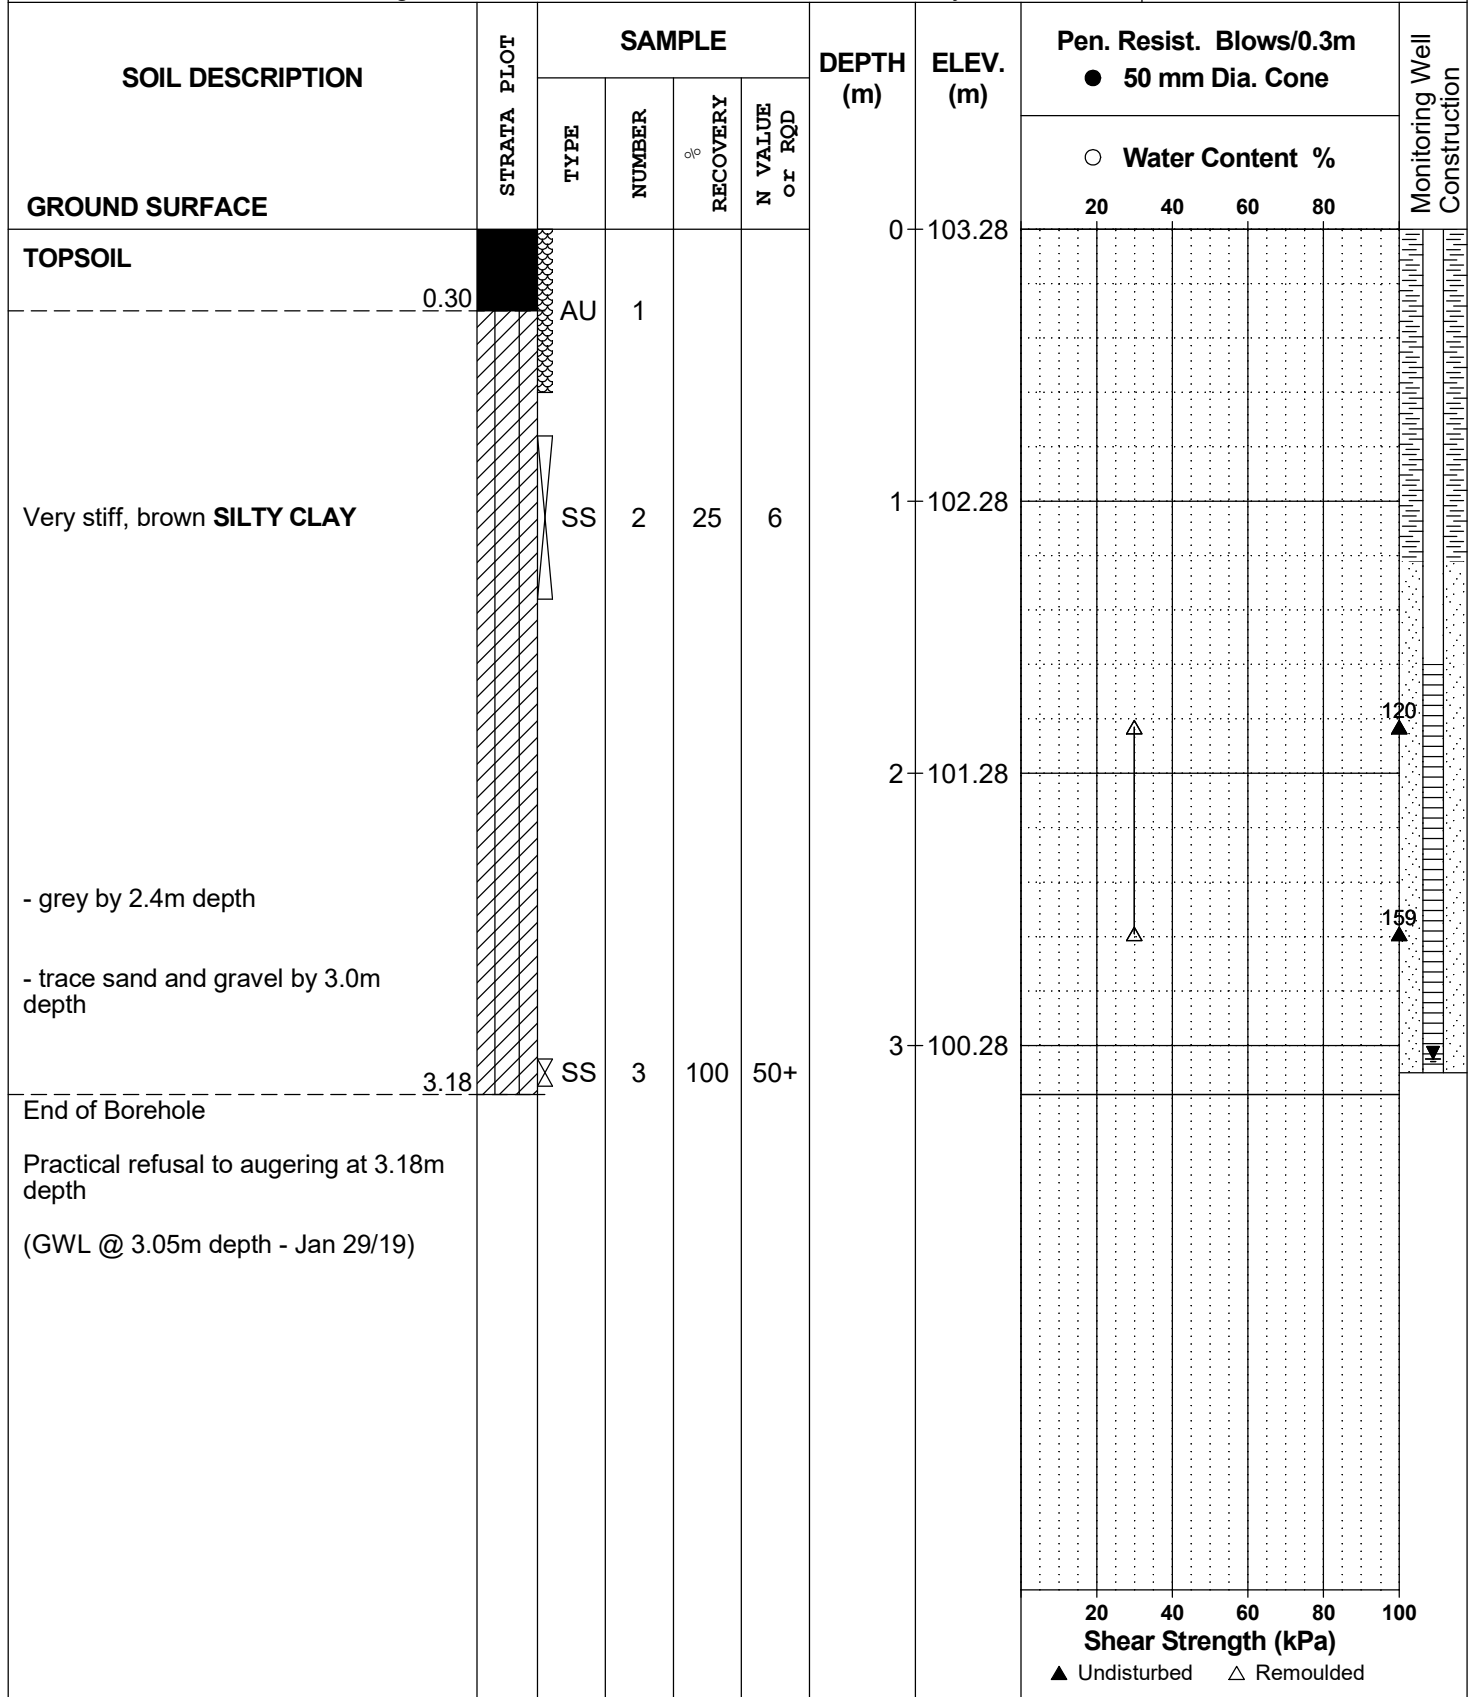 SOIL DESCRIPTION
GROUND SURFACE
STRATA PLOT
SAMPLE
TYPE
NUMBER
%
RECOVERY
N VALUE
or RQD
DEPTH
(m)
ELEV.
(m)
Pen. Resist. Blows/0.3m
● 50 mm Dia. Cone
○ Water Content %
20 40 60 80
Monitoring Well
Construction
0 103.28
TOPSOIL
0.30
AU 1
1 102.28
Very stiff, brown SILTY CLAY
SS 2 25 6
120
2 101.28
- grey by 2.4m depth
159
- trace sand and gravel by 3.0m
depth
3 100.28
SS 3 100 50+
3.18
End of Borehole
Practical refusal to augering at 3.18m
depth
(GWL @ 3.05m depth - Jan 29/19)
20 40 60 80 100
Shear Strength (kPa)
▲ Undisturbed △ Remoulded